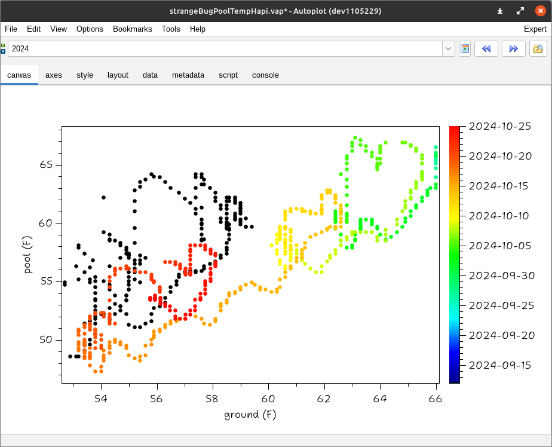 strangeBugPoolTempHapi.vap* - Autoplot (dev1105229)
File Edit View Options Bookmarks Tools Help Expert
2024
canvas axes style layout data metadata script console
65
60
55
50
pool (F)
54 56 58 60 62 64 66
ground (F)
2024-10-25
2024-10-20
2024-10-15
2024-10-10
2024-10-05
2024-09-30
2024-09-25
2024-09-20
2024-09-15